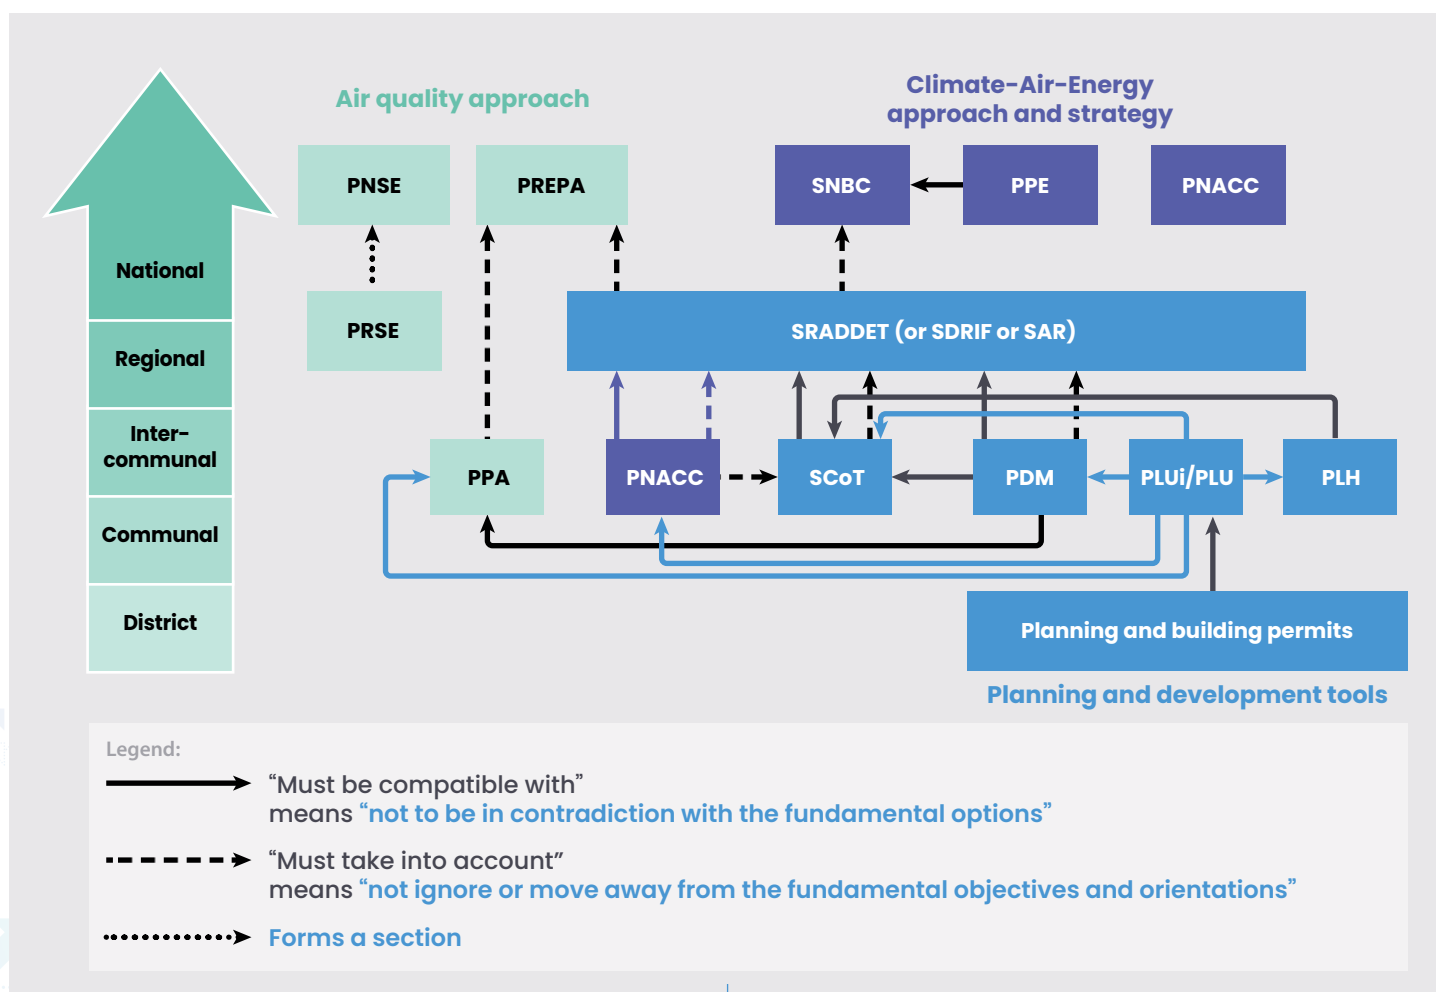 Air quality approach
Climate-Air-Energy
approach and strategy
PNSE
PREPA
SNBC
PPE
PNACC
National
PRSE
SRADDET (or SDRIF or SAR)
Regional
Inter-
communal
PPA
PNACC
SCoT
PDM
PLUi/PLU
PLH
Communal
District
Planning and building permits
Planning and development tools
Legend:
“Must be compatible with”
means “not to be in contradiction with the fundamental options”
“Must take into account”
means “not ignore or move away from the fundamental objectives and orientations”
Forms a section